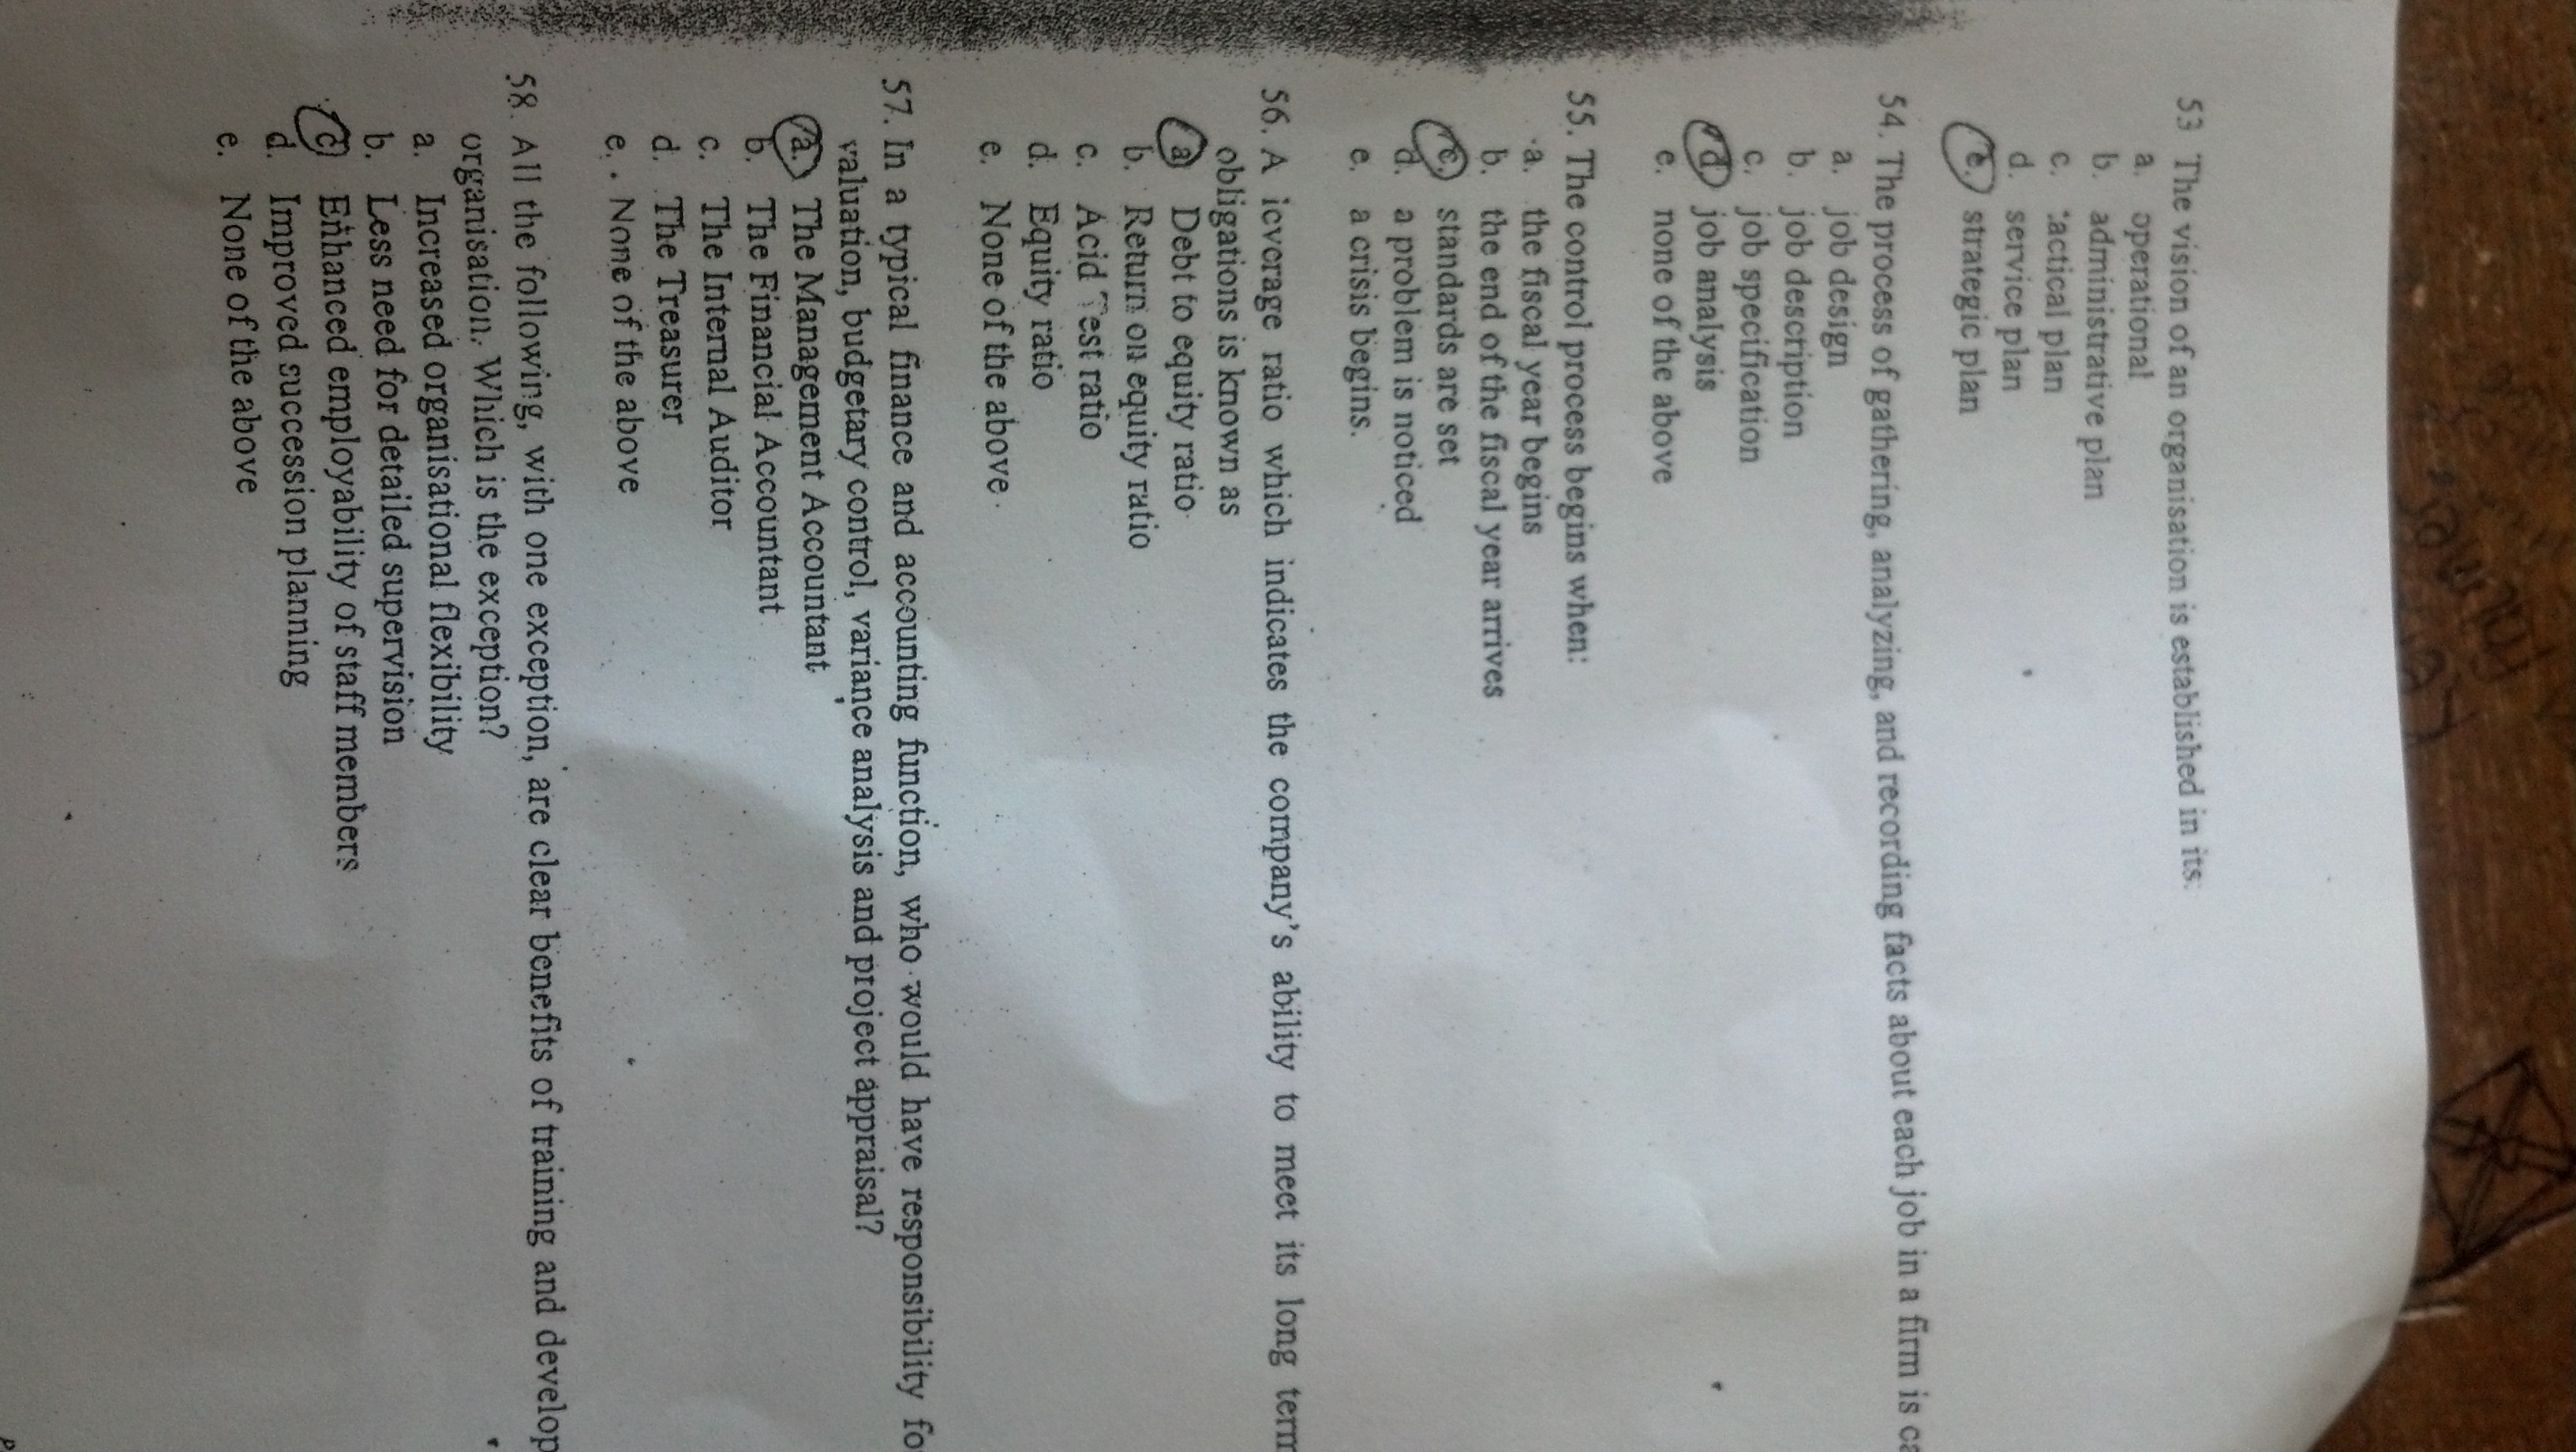 53 The vision of an organisation is established in its:
a. operational
b. administrative plan
c. tactical plan
d. service plan
e. strategic plan
54. The process of gathering, analyzing, and recording facts about each job in a firm is ca
a. job design
b. job description
c. job specification
d. job analysis
e. none of the above
55. The control process begins when:
a. the fiscal year begins
b. the end of the fiscal year arrives
c. standards are set
d. a problem is noticed
e. a crisis begins.
56. A leverage ratio which indicates the company's ability to meet its long term
obligations is known as
a Debt to equity ratio
b. Return on equity ratio
c. Acid Test ratio
d. Equity ratio
e. None of the above
57. In a typical finance and accounting function, who would have responsibility fo
valuation, budgetary control, variance analysis and project appraisal?
a. The Management Accountant
b. The Financial Accountant
c. The Internal Auditor
d. The Treasurer
e. None of the above
58. All the following, with one exception, are clear benefits of training and develop
organisation. Which is the exception?
a. Increased organisational flexibility
b. Less need for detailed supervision
c Enhanced employability of staff members
d. Improved succession planning
e. None of the above